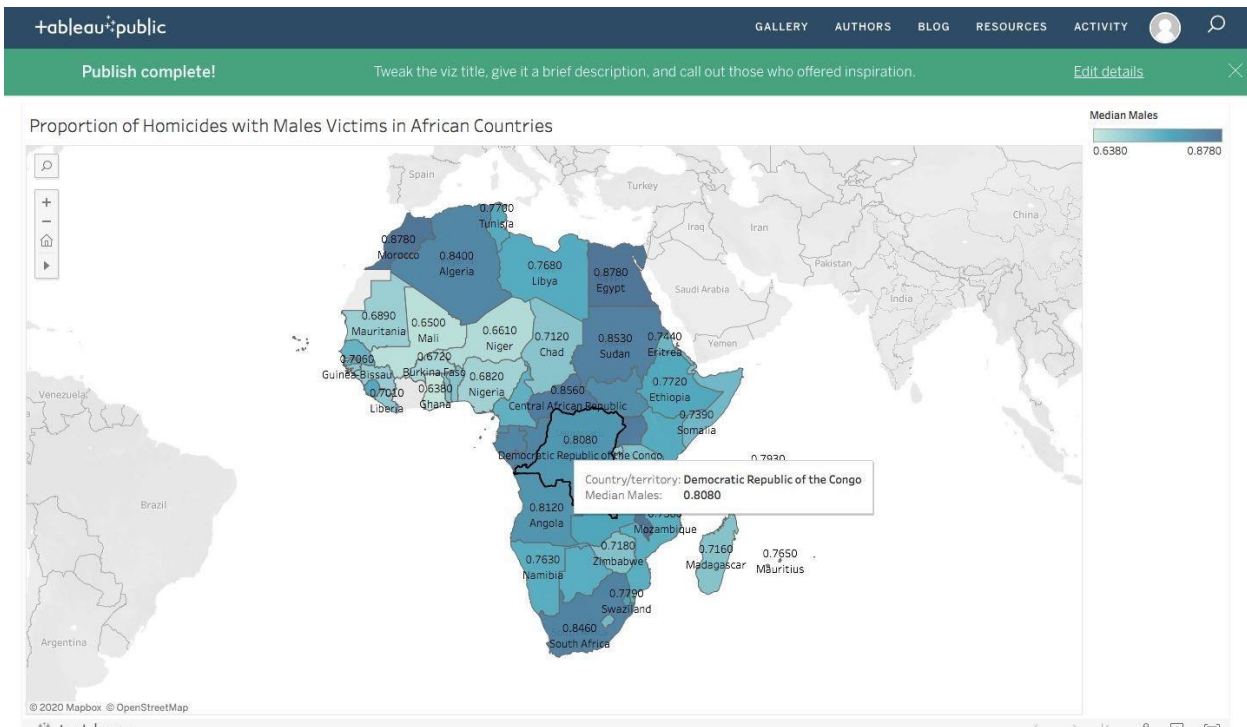 +ableau public
GALLERY AUTHORS BLOG RESOURCES ACTIVITY
Publish complete!
Tweak the viz title, give it a brief description, and call out those who offered inspiration.
Edit details
Proportion of Homicides with Males Victims in African Countries
Median Males
0.6380 0.8780
Spain
Turkey
Iraq
Iran
China
Pakistan
Saudi Arabia
India
Yemen
Venezuela
Brazil
Argentina
0.7700
Tunisia
0.8780
Morocco
0.8400
Algeria
0.7680
Libya
0.8780
Egypt
0.6890
Mauritania
0.6500
Mali
0.6610
Niger
0.7120
Chad
0.8530
Sudan
0.7440
Eritrea
0.7060
Guinea-Bissau
0.6720
Burkina Faso
0.6820
Nigeria
0.7720
Ethiopia
0.7010
Liberia
0.6380
Ghana
0.8560
Central African Republic
0.7390
Somalia
0.8080
Democratic Republic of the Congo
0.7930
Country/territory: Democratic Republic of the Congo
Median Males: 0.8080
0.8120
Angola
Mozambique
0.7630
Namibia
0.7180
Zimbabwe
0.7160
Madagascar
0.7650
Mauritius
0.7790
Swaziland
0.8460
South Africa
© 2020 Mapbox © OpenStreetMap